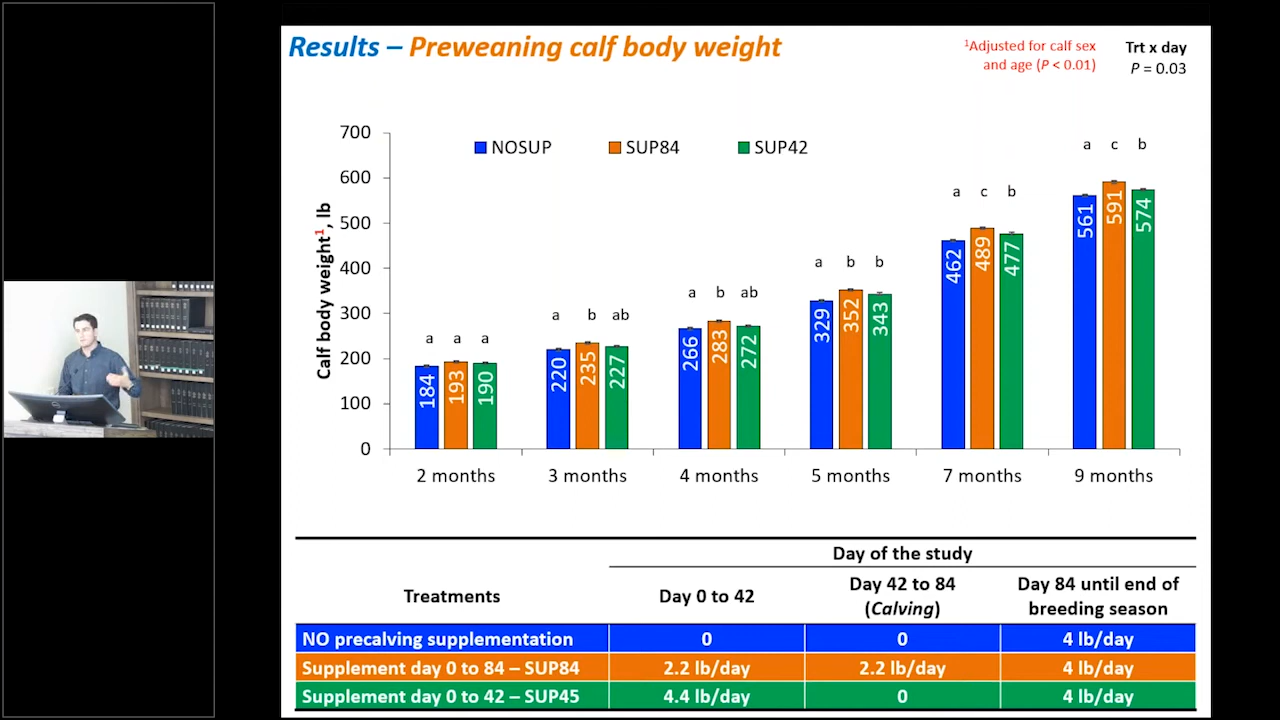 Results – Preweaning calf body weight
¹Adjusted for calf sex
and age (P < 0.01)
Trt x day
P = 0.03
Calf body weight¹, lb
700
600
500
400
300
200
100
0
NOSUP
SUP84
SUP42
a a a
184 193 190
2 months
a b ab
220 235 227
3 months
a b ab
266 283 272
4 months
a b b
329 352 343
5 months
a c b
462 489 477
7 months
a c b
561 591 574
9 months
Day of the study
Treatments
Day 0 to 42
Day 42 to 84
(Calving)
Day 84 until end of
breeding season
NO precalving supplementation 0 0 4 lb/day
Supplement day 0 to 84 – SUP84 2.2 lb/day 2.2 lb/day 4 lb/day
Supplement day 0 to 42 – SUP45 4.4 lb/day 0 4 lb/day